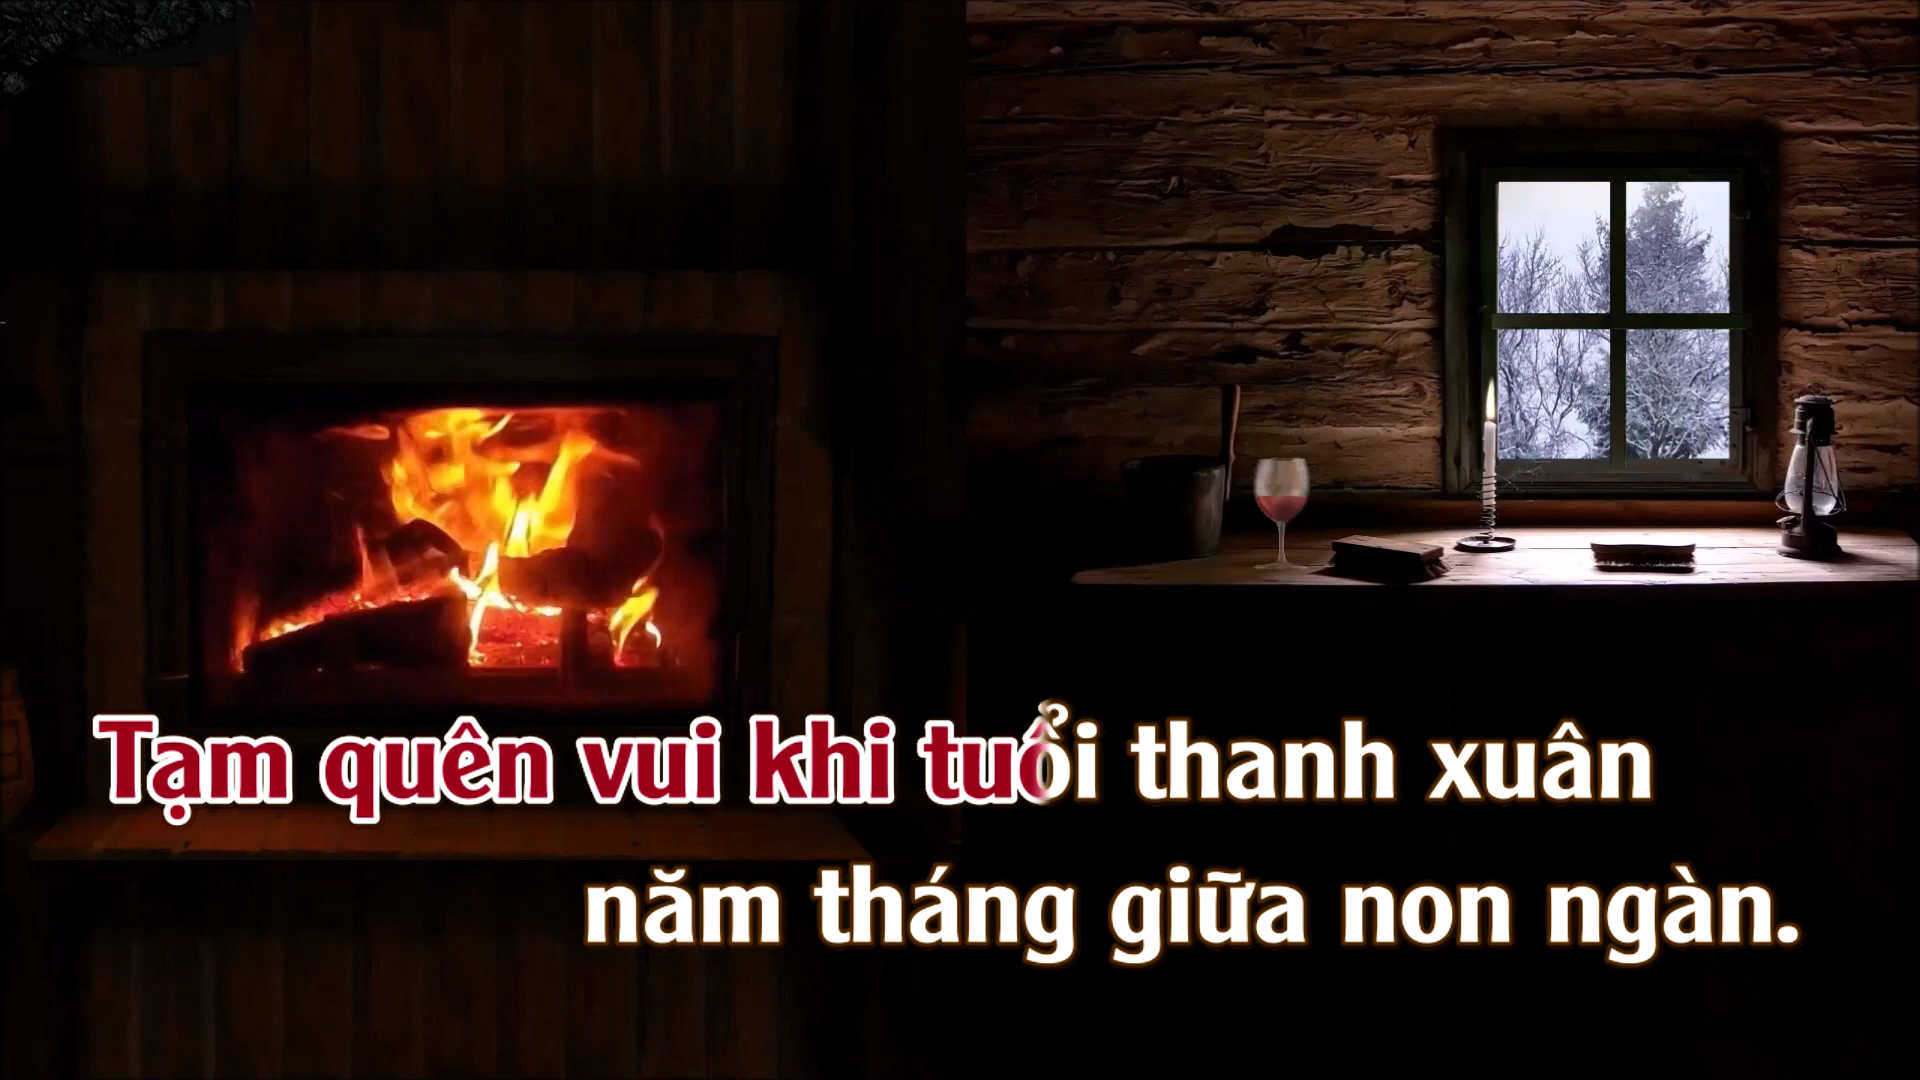 Tạm quên vui khi tuổi thanh xuân
năm tháng giữa non ngàn.